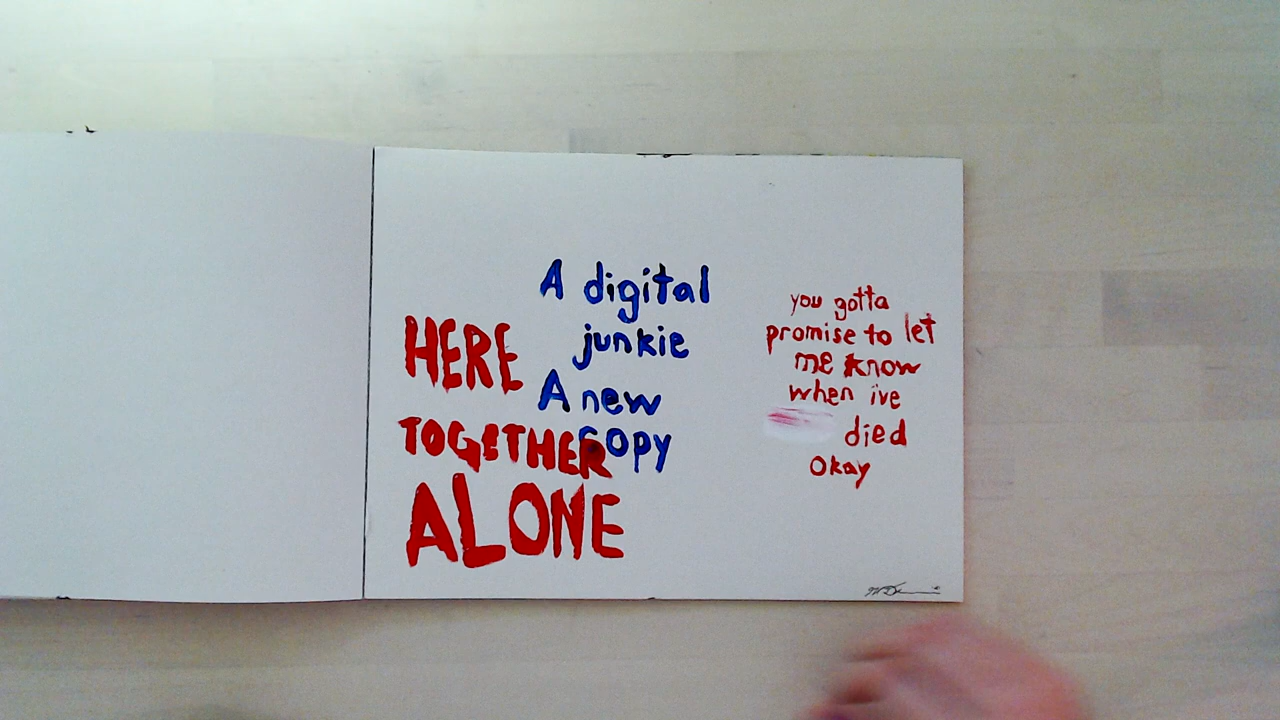 A digital
junkie
A new
copy
HERE
TOGETHER
ALONE
you gotta
promise to let
me know
when ive
died
Okay